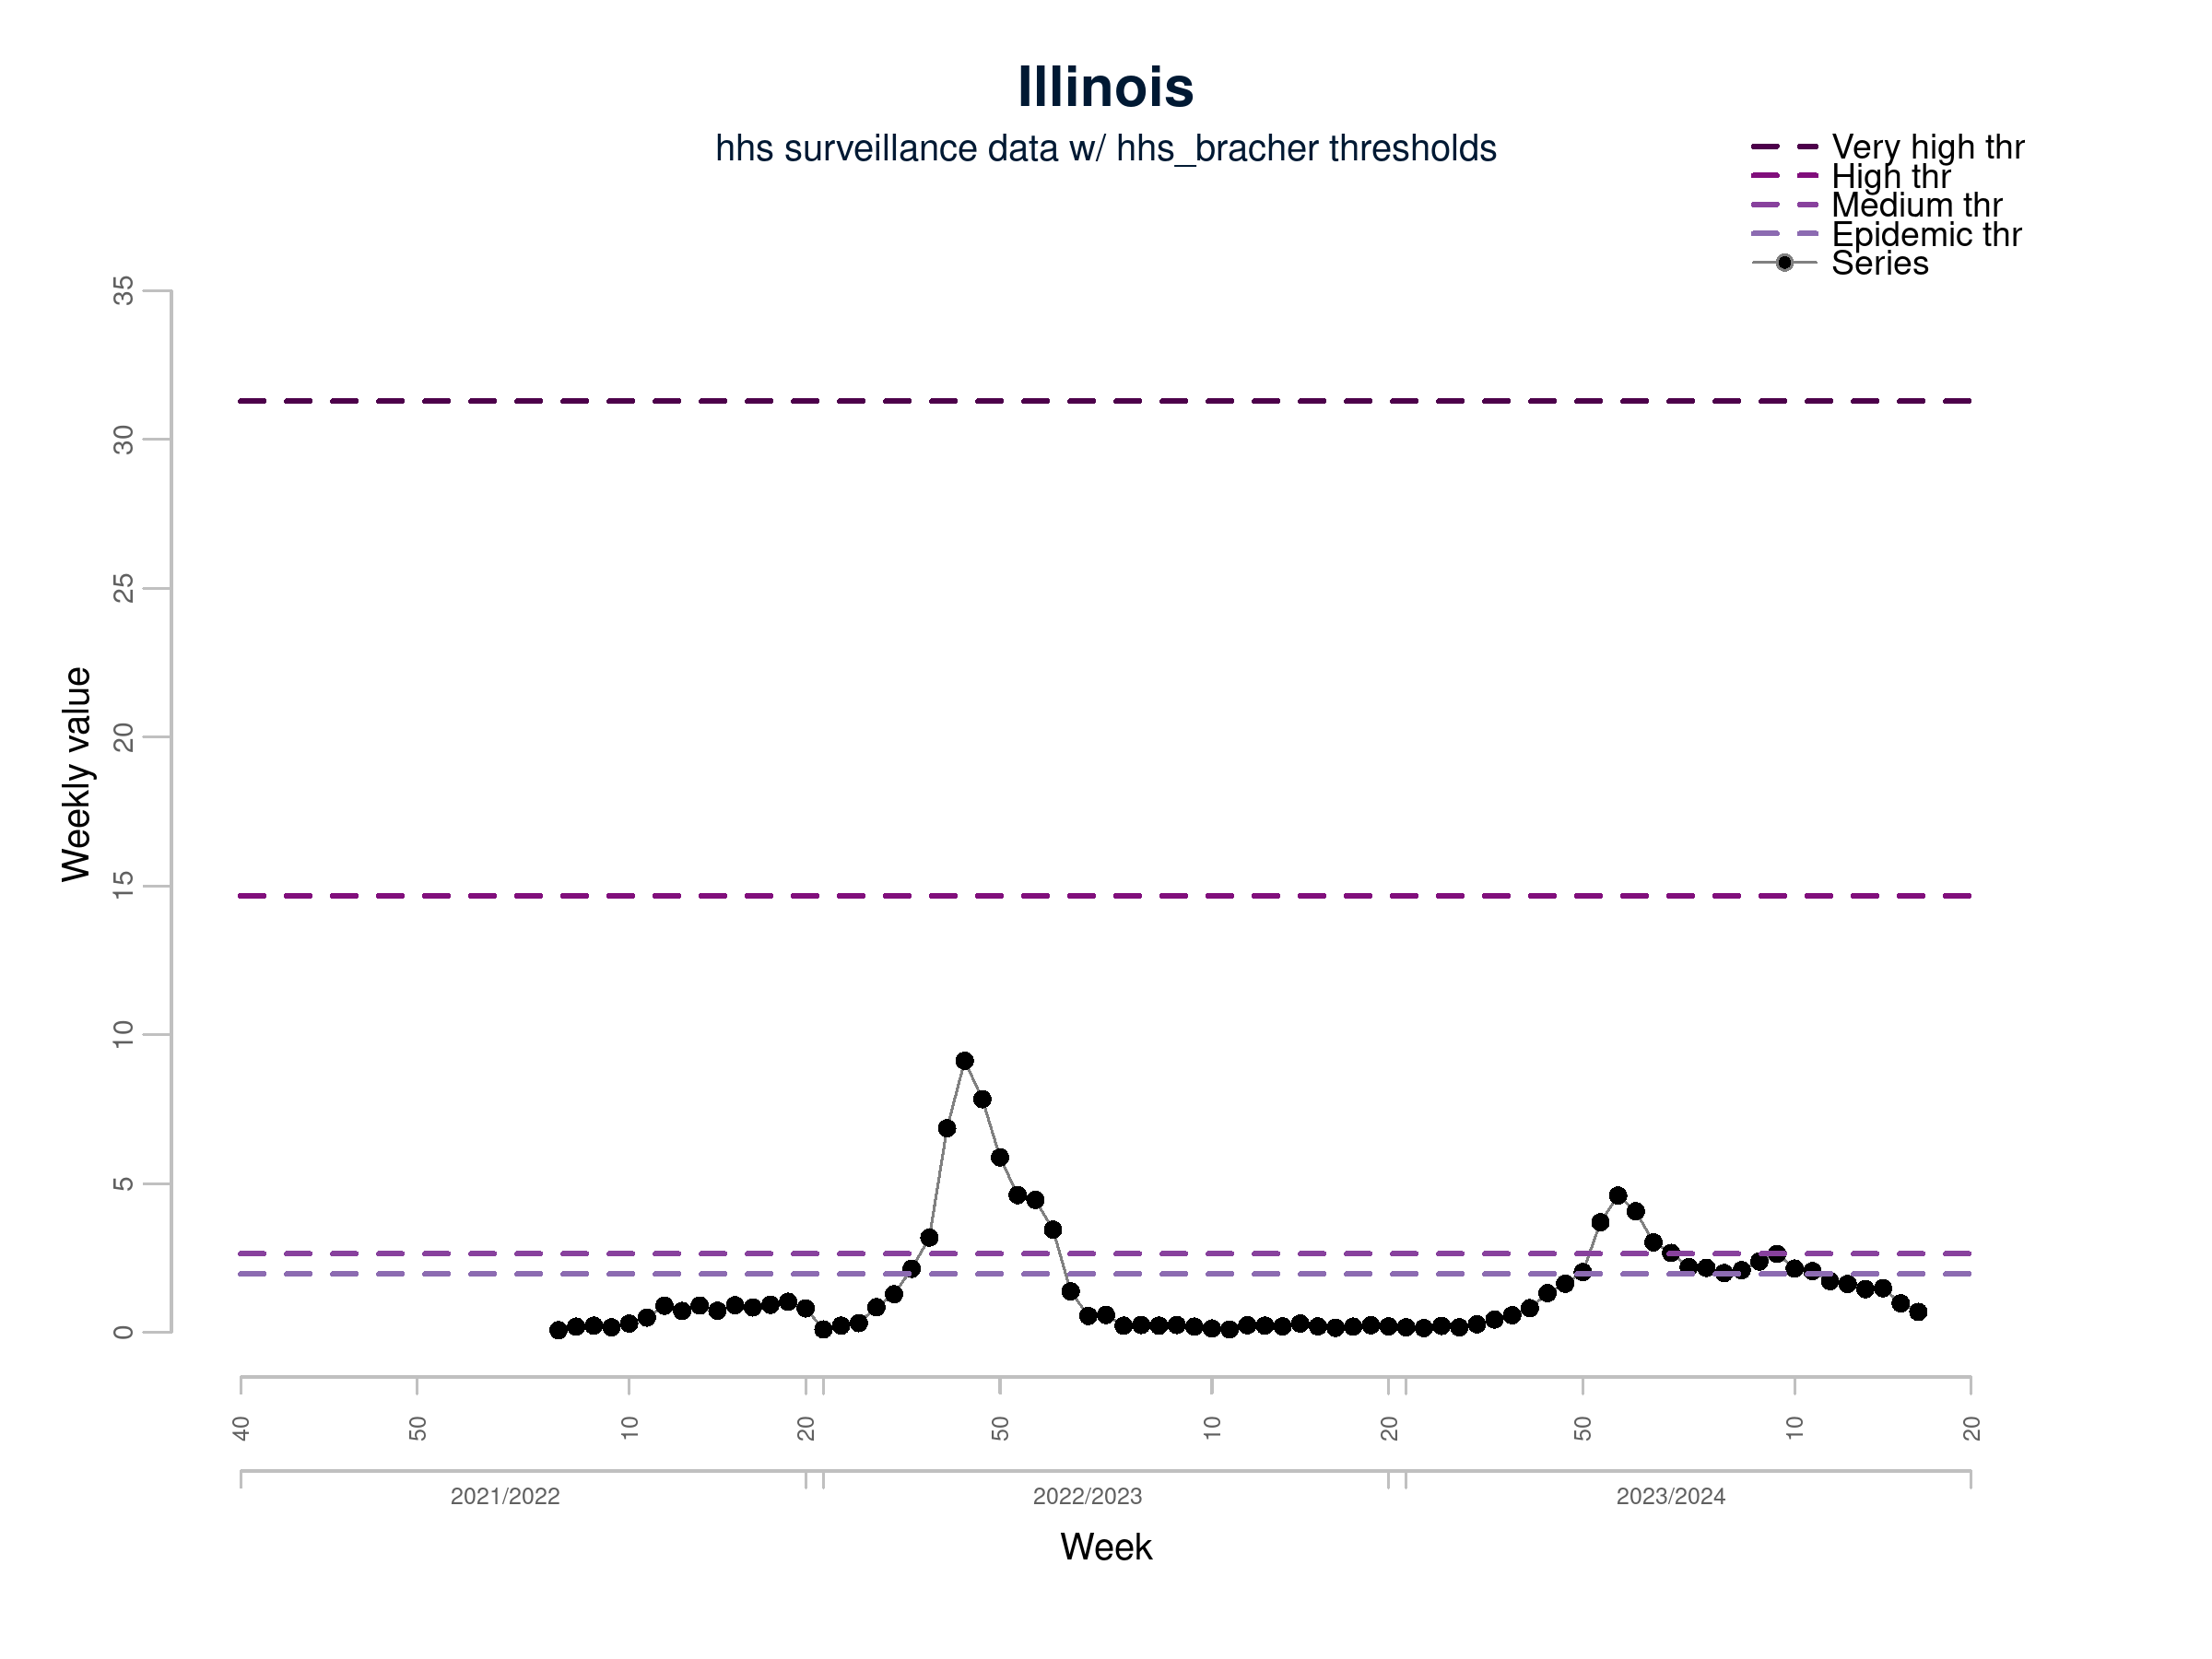 Illinois
hhs surveillance data w/ hhs_bracher thresholds
Very high thr
High thr
Medium thr
Epidemic thr
Series
35
30
25
20
15
10
5
0
Weekly value
40 50 10 20 50 10 20 50 10 20
2021/2022 2022/2023 2023/2024
Week